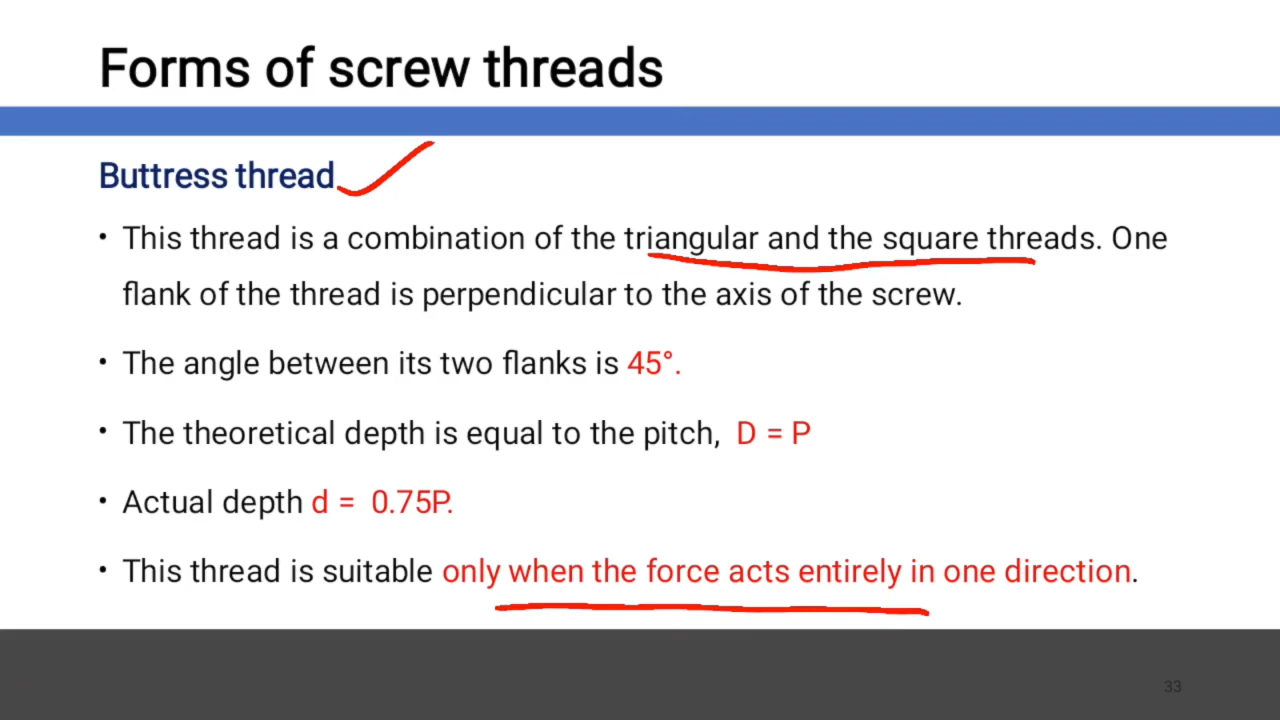 Forms of screw threads
Buttress thread
• This thread is a combination of the triangular and the square threads. One
flank of the thread is perpendicular to the axis of the screw.
• The angle between its two flanks is 45°.
• The theoretical depth is equal to the pitch, D = P
• Actual depth d = 0.75P.
• This thread is suitable only when the force acts entirely in one direction.
33